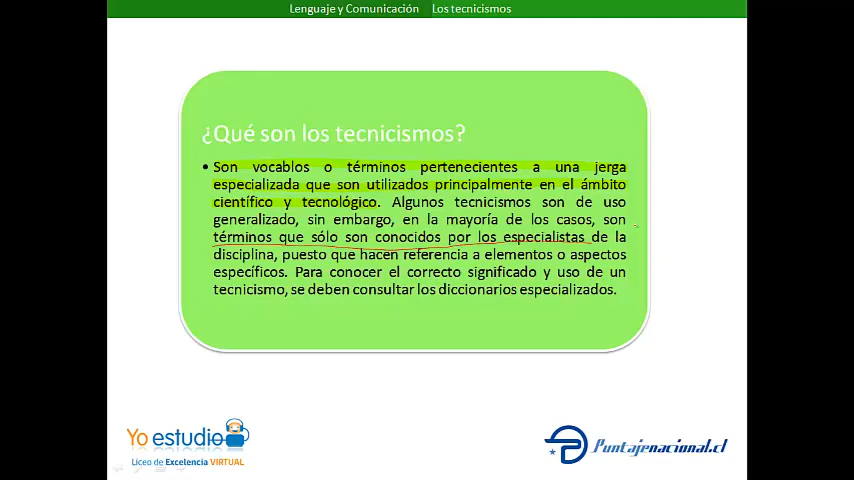 Lenguaje y Comunicación Los tecnicismos
¿Qué son los tecnicismos?
• Son vocablos o términos pertenecientes a una jerga
especializada que son utilizados principalmente en el ámbito
científico y tecnológico. Algunos tecnicismos son de uso
generalizado, sin embargo, en la mayoría de los casos, son
términos que sólo son conocidos por los especialistas de la
disciplina, puesto que hacen referencia a elementos o aspectos
específicos. Para conocer el correcto significado y uso de un
tecnicismo, se deben consultar los diccionarios especializados.
Yo estudio
Liceo de Excelencia VIRTUAL
Puntajenacional.cl